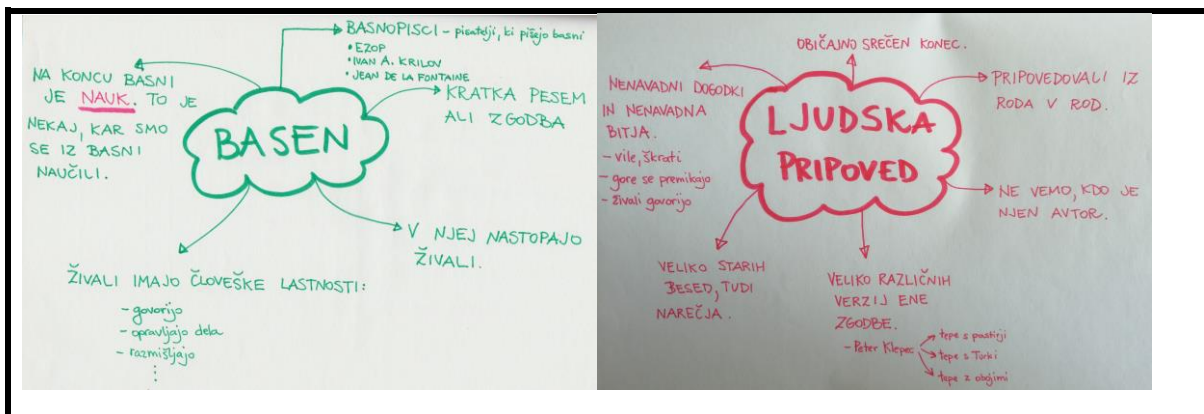 BASNOPISCI – pisatelji, ki pišejo basni
• EZOP
• IVAN A. KRILOV
• JEAN DE LA FONTAINE
NA KONCU BASNI
JE NAUK. TO JE
NEKAJ, KAR SMO
SE IZ BASNI
NAUČILI.
KRATKA PESEM
ALI ZGODBA
BASEN
V NJEJ NASTOPAJO
ŽIVALI.
ŽIVALI IMAJO ČLOVEŠKE LASTNOSTI:
- govorijo
- opravljajo dela
- razmišljajo
⋮
OBIČAJNO SREČEN KONEC.
NENAVADNI DOGODKI
IN NENAVADNA
BITJA.
- vile, škrati
- gore se premikajo
- živali govorijo
PRIPOVEDOVALI IZ
RODA V ROD.
LJUDSKA
PRIPOVED
NE VEMO, KDO JE
NJEN AVTOR.
VELIKO STARIH
BESED, TUDI
NAREČJA.
VELIKO RAZLIČNIH
VERZIJ ENE
ZGODBE.
- Peter Klepec
tepe s pastirji
tepe s Turki
tepe z obojimi